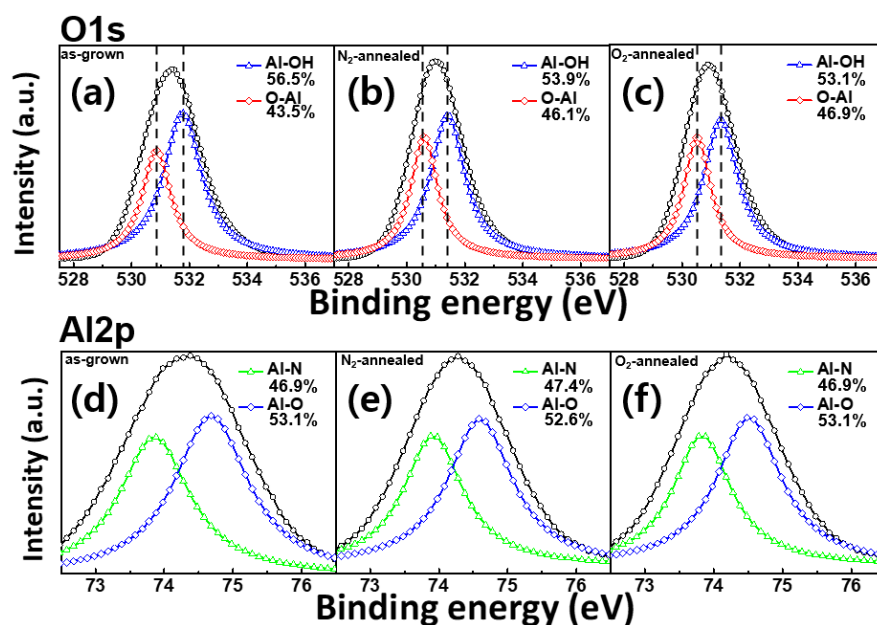 O1s
as-grown
(a)
Al-OH
56.5%
O-Al
43.5%
N₂-annealed
(b)
Al-OH
53.9%
O-Al
46.1%
O₂-annealed
(c)
Al-OH
53.1%
O-Al
46.9%
Intensity (a.u.)
528 530 532 534 536
528 530 532 534 536
528 530 532 534 536
Binding energy (eV)
Al2p
as-grown
(d)
Al-N
46.9%
Al-O
53.1%
N₂-annealed
(e)
Al-N
47.4%
Al-O
52.6%
O₂-annealed
(f)
Al-N
46.9%
Al-O
53.1%
Intensity (a.u.)
73 74 75 76
73 74 75 76
73 74 75 76
Binding energy (eV)